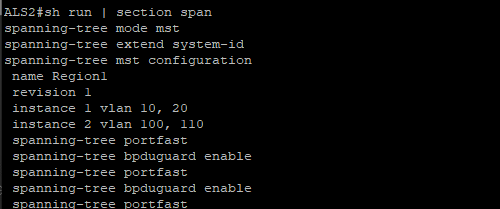 ALS2#sh run | section span
spanning-tree mode mst
spanning-tree extend system-id
spanning-tree mst configuration
 name Region1
 revision 1
 instance 1 vlan 10, 20
 instance 2 vlan 100, 110
 spanning-tree portfast
 spanning-tree bpduguard enable
 spanning-tree portfast
 spanning-tree bpduguard enable
 spanning-tree portfast